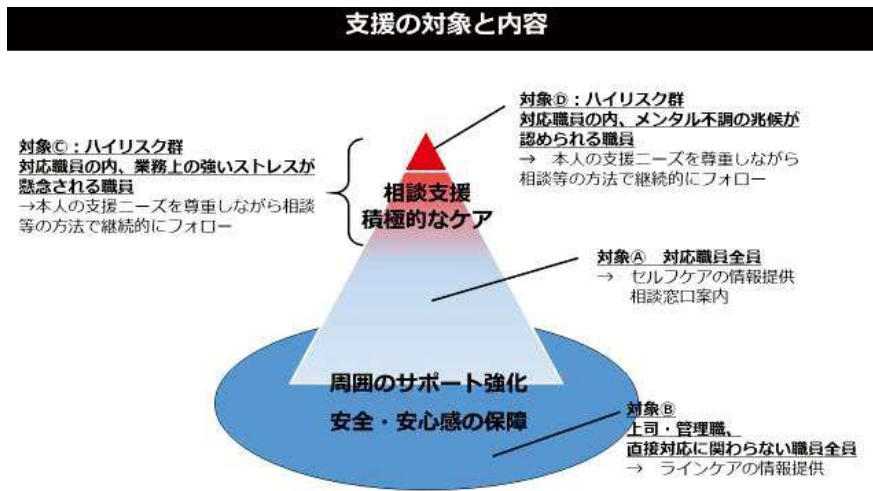 支援の対象と内容
対象Ⓓ：ハイリスク群
対応職員の内、メンタル不調の兆候が
認められる職員
→　本人の支援ニーズを尊重しながら
相談等の方法で継続的にフォロー
対象Ⓒ：ハイリスク群
対応職員の内、業務上の強いストレスが
懸念される職員
→本人の支援ニーズを尊重しながら相談
等の方法で継続的にフォロー
相談支援
積極的なケア
対象Ⓐ　対応職員全員
→　セルフケアの情報提供
相談窓口案内
周囲のサポート強化
安全・安心感の保障
対象Ⓑ
上司・管理職、
直接対応に関わらない職員全員
→　ラインケアの情報提供